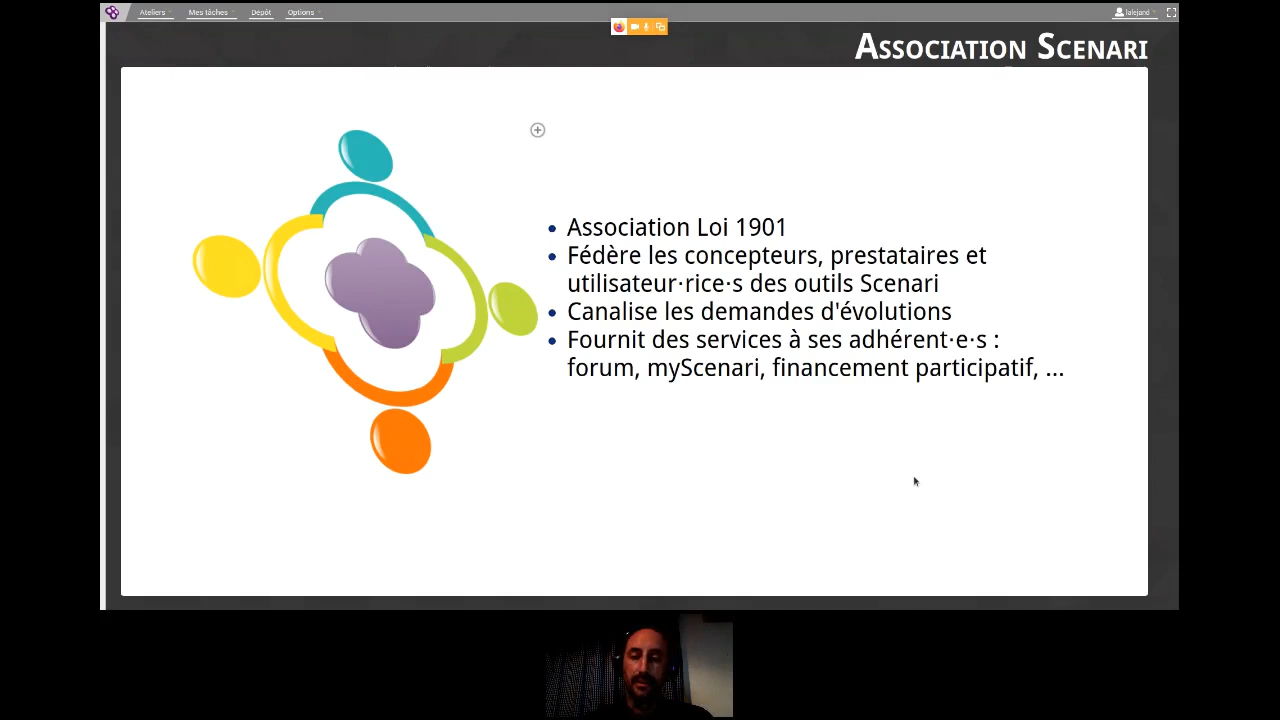 Ateliers Mes tâches Dépôt Options lalejand
Association Scenari
Association Loi 1901
Fédère les concepteurs, prestataires et
utilisateur·rice·s des outils Scenari
Canalise les demandes d'évolutions
Fournit des services à ses adhérent·e·s :
forum, myScenari, financement participatif, ...